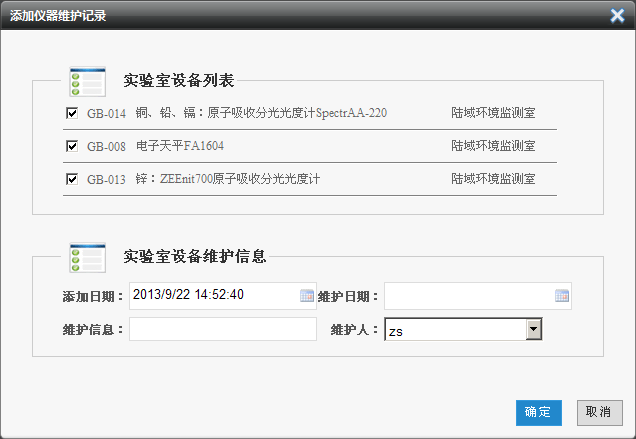 添加仪器维护记录
实验室设备列表
GB-014 铜、铅、镉：原子吸收分光光度计SpectrAA-220 陆域环境监测室
GB-008 电子天平FA1604 陆域环境监测室
GB-013 锌：ZEEnit700原子吸收分光光度计 陆域环境监测室
实验室设备维护信息
添加日期： 2013/9/22 14:52:40 维护日期：
维护信息： 维护人： zs
确定 取消